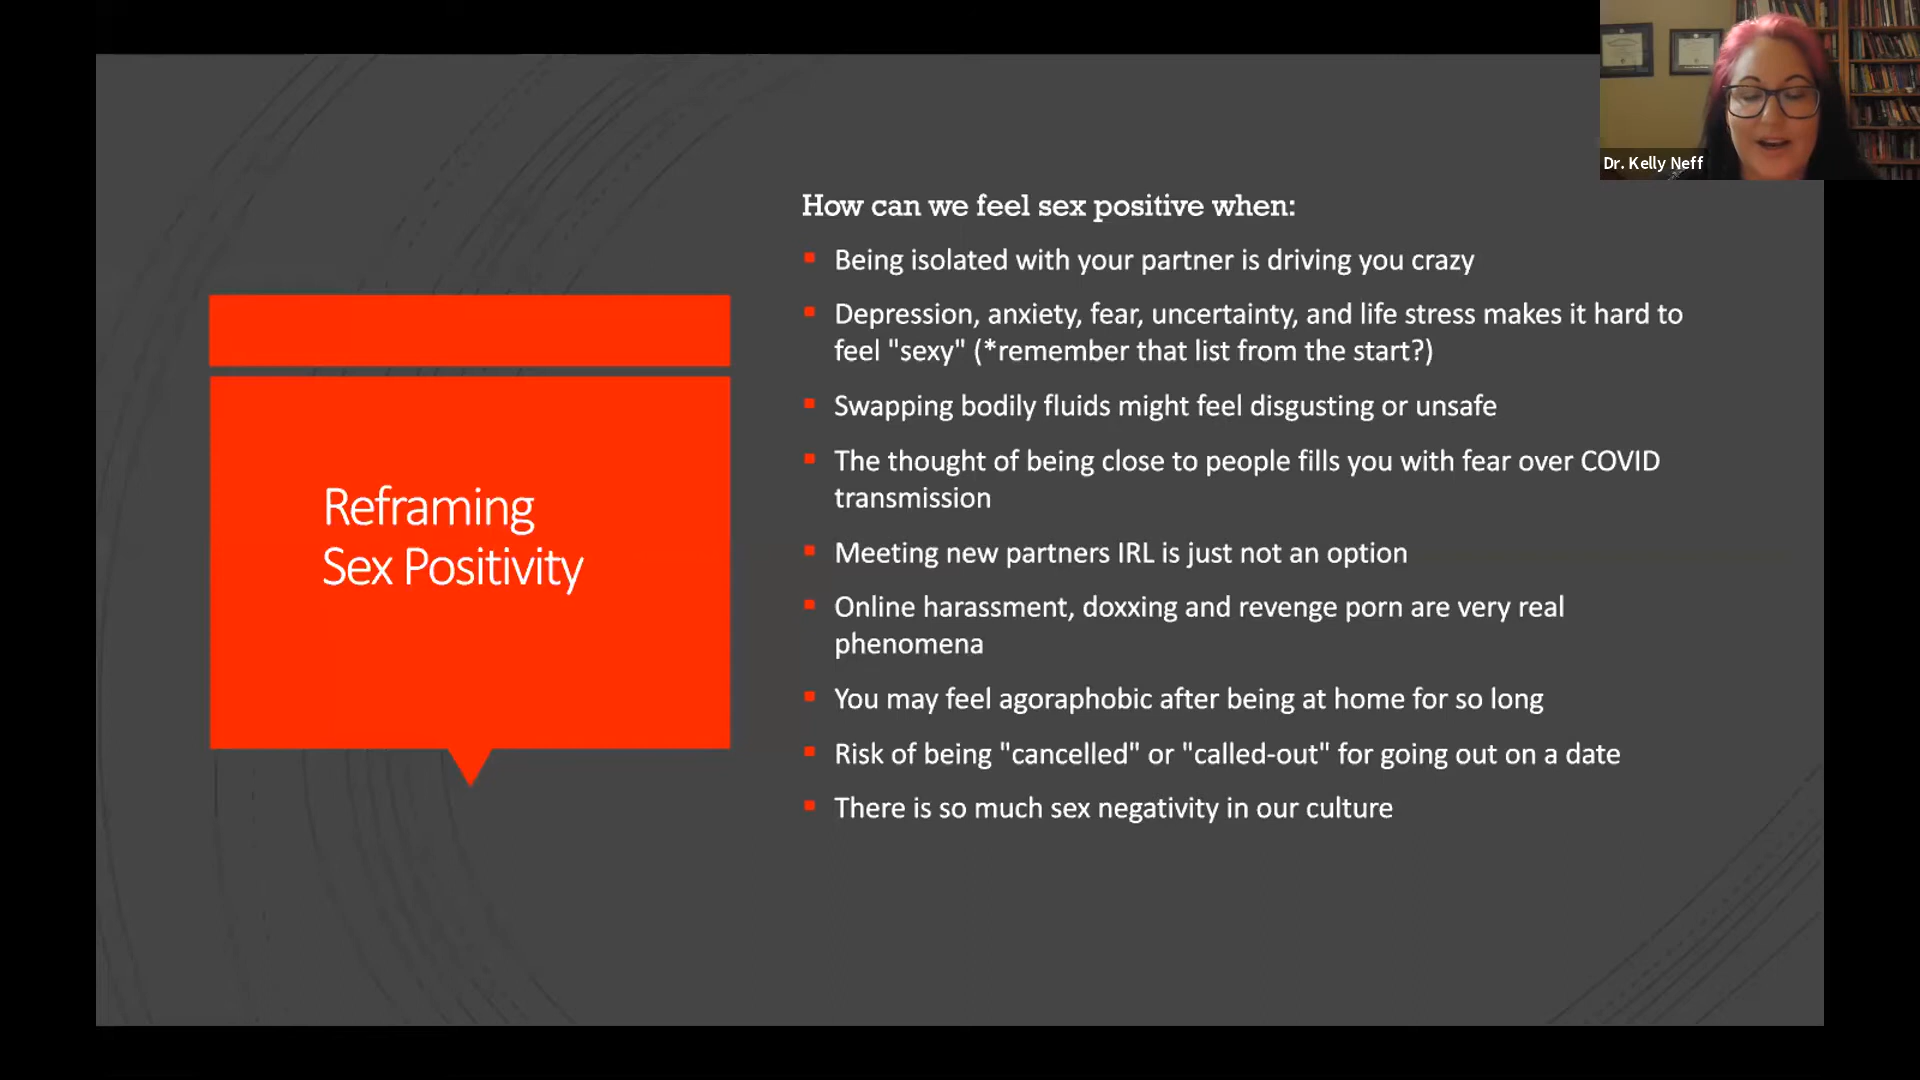 Dr. Kelly Neff
How can we feel sex positive when:
Being isolated with your partner is driving you crazy
Depression, anxiety, fear, uncertainty, and life stress makes it hard to
feel "sexy" (*remember that list from the start?)
Swapping bodily fluids might feel disgusting or unsafe
The thought of being close to people fills you with fear over COVID
transmission
Meeting new partners IRL is just not an option
Online harassment, doxxing and revenge porn are very real
phenomena
You may feel agoraphobic after being at home for so long
Risk of being "cancelled" or "called-out" for going out on a date
There is so much sex negativity in our culture
Reframing
Sex Positivity